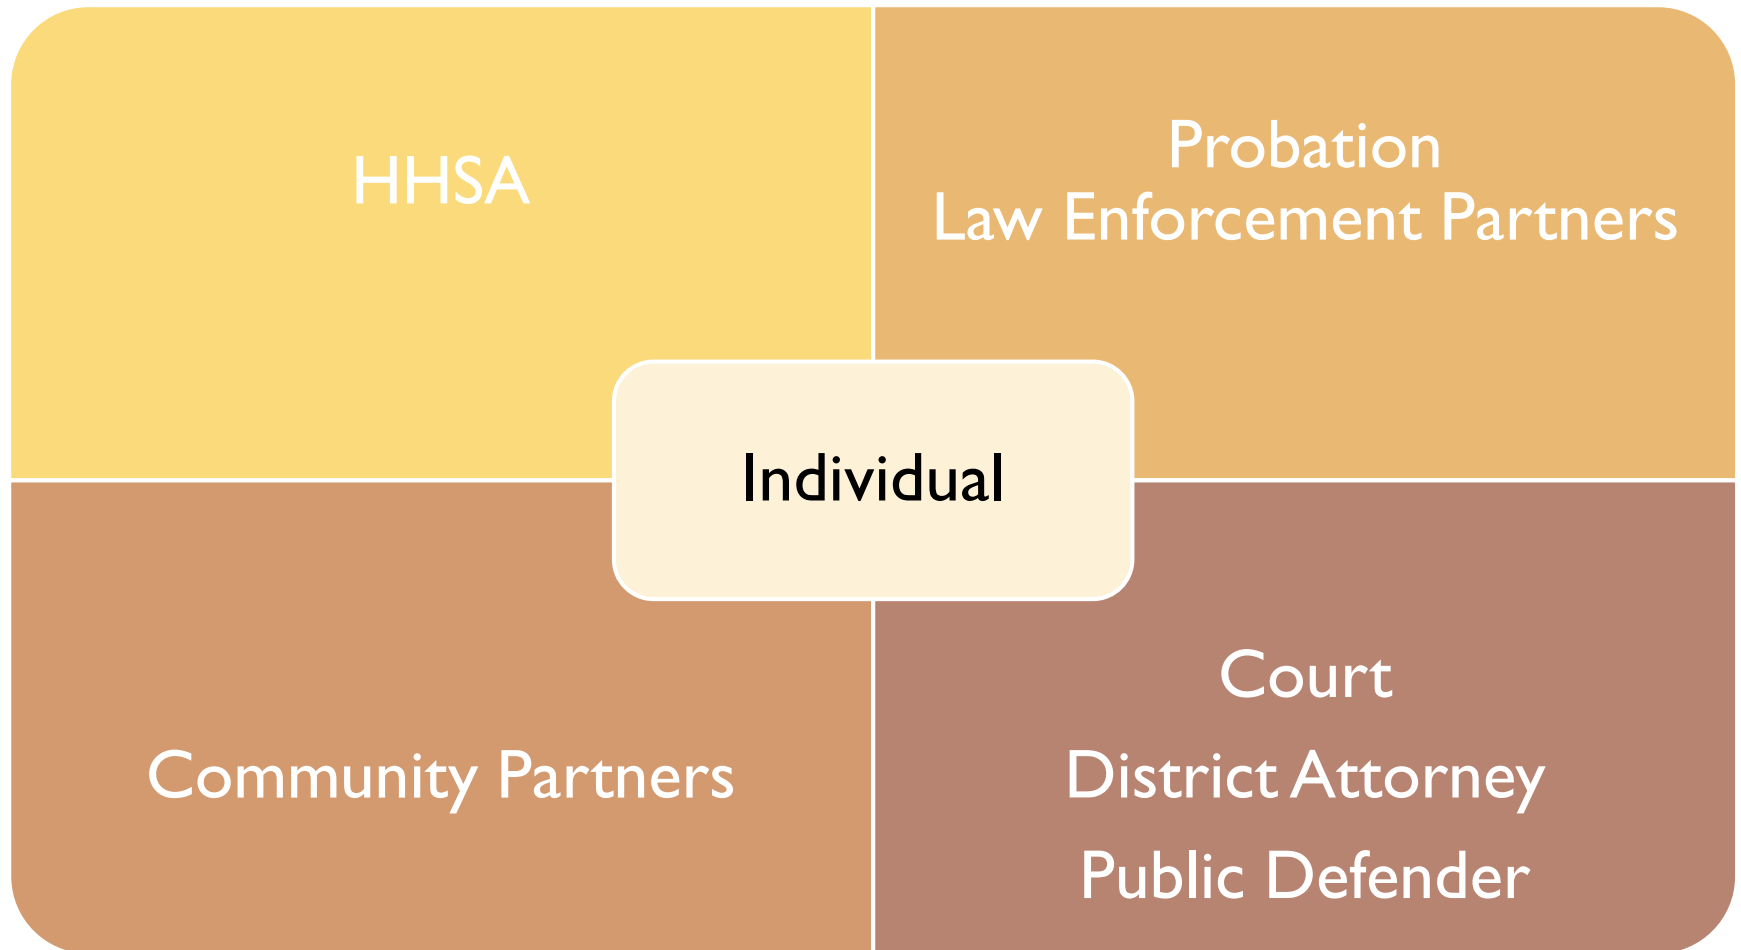 HHSA
Probation
Law Enforcement Partners
Individual
Community Partners
Court
District Attorney
Public Defender